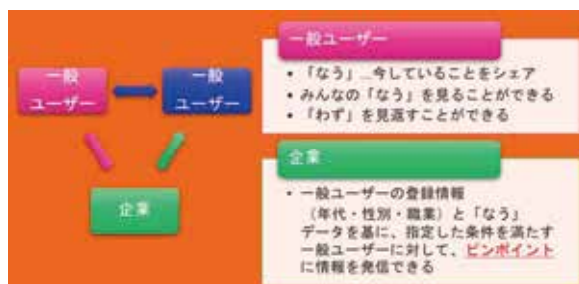 一般
ユーザー
一般
ユーザー
企業
一般ユーザー
• 「なう」…今していることをシェア
• みんなの「なう」を見ることができる
• 「わず」を見返すことができる
企業
• 一般ユーザーの登録情報
（年代・性別・職業）と「なう」
データを基に、指定した条件を満たす
一般ユーザーに対して、ピンポイント
に情報を発信できる